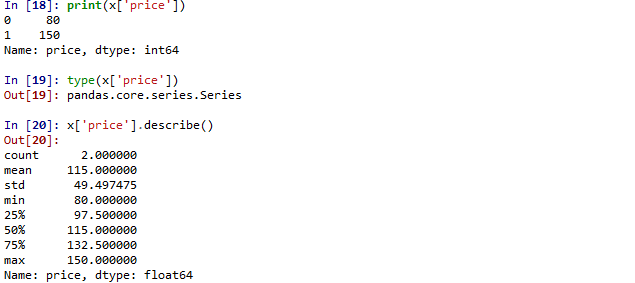 In [18]: print(x['price'])
0     80
1    150
Name: price, dtype: int64
In [19]: type(x['price'])
Out[19]: pandas.core.series.Series
In [20]: x['price'].describe()
Out[20]:
count      2.000000
mean     115.000000
std       49.497475
min       80.000000
25%       97.500000
50%      115.000000
75%      132.500000
max      150.000000
Name: price, dtype: float64